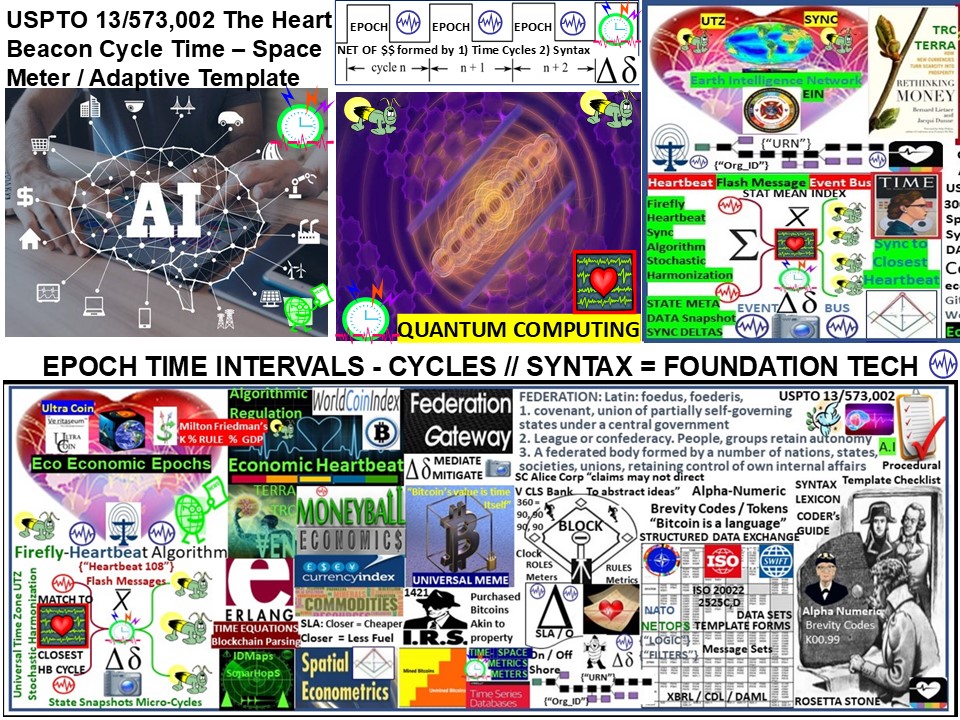 USPTO 13/573,002 The Heart
Beacon Cycle Time – Space
Meter / Adaptive Template
EPOCH
EPOCH
EPOCH
NET OF $$ formed by 1) Time Cycles 2) Syntax
cycle n
n + 1
n + 2
Δδ
AI
QUANTUM COMPUTING
UTZ
SYNC
Earth Intelligence Network
EIN
TRC
TERRA
RETHINKING
MONEY
{"URN"}
{"Org_ID"}
Heartbeat Flash Message Event Bus
STAT MEAN INDEX
Firefly
Heartbeat
Sync
Algorithm
Stochastic
Harmonization
Σ
TIME
Sync to
Closest
Heartbeat
STATE META
DATA Snapshot
SYNC DELTAS
EVENT
Δδ
BUS
EPOCH TIME INTERVALS - CYCLES // SYNTAX = FOUNDATION TECH
Ultra Coin
Veritaseum
ULTRA
COIN
Milton Friedman's
K % RULE % GDP
Eco Economic Epochs
Firefly-Heartbeat Algorithm
{"Heartbeat 108"}
Flash Messages
Universal Time Zone UTZ
Stochastic Harmonization
MATCH TO
CLOSEST
HB CYCLE
Δδ
State Snapshots Micro-Cycles
Algorithmic
Regulation
WorldCoinIndex
Economic Heartbeat
TERRA
TRC
YEN
MONEYBALL
ECONOMICS
currencyindex
COMMODITIES
ERLANG
TIME EQUATIONS
Blockchain Parsing
SLA: Closer = Cheaper
Closer = Less Fuel
IDMaps
SonarHopS
Spatial
Econometrics
Federation
Gateway
Δδ MEDIATE
MITIGATE
"Bitcoin's value is time
itself"
UNIVERSAL MEME
1421
I.R.S.
Purchased
Bitcoins
Akin to
property
Mined Bitcoins
TIME- SPACE
METRICS
METERS
Time Series
Databases
FEDERATION: Latin: foedus, foederis,
1. covenant, union of partially self-governing
states under a central government
2. League or confederacy. People, groups retain autonomy
3. A federated body formed by a number of nations, states,
societies, unions, retaining control of own internal affairs
USPTO 13/573,002
A.I
Procedural
Template Checklist
SC Alice Corp "claims may not direct
V CLS Bank To abstract ideas"
360 =
90, 90
90, 90
BLOCK
Clock
ROLES
Meters
RULES
Metrics
SLA / Q
On / Off
Shore
Δδ
{"URN"}
{"Org_ID"}
Alpha-Numeric
Brevity Codes / Tokens
"Bitcoin is a language"
STRUCTURED DATA EXCHANGE
ISO
SWIFT
ISO 20022
2525C,D
NATO
NETOPS
{"LOGIC"}
{"FILTERS"}
DATA SETS
TEMPLATE FORMS
Message Sets
XBRL / CDL / DAML
SYNTAX
LEXICON
CODER's
GUIDE
Alpha Numeric
Brevity Codes
K00.99
ROSETTA STONE